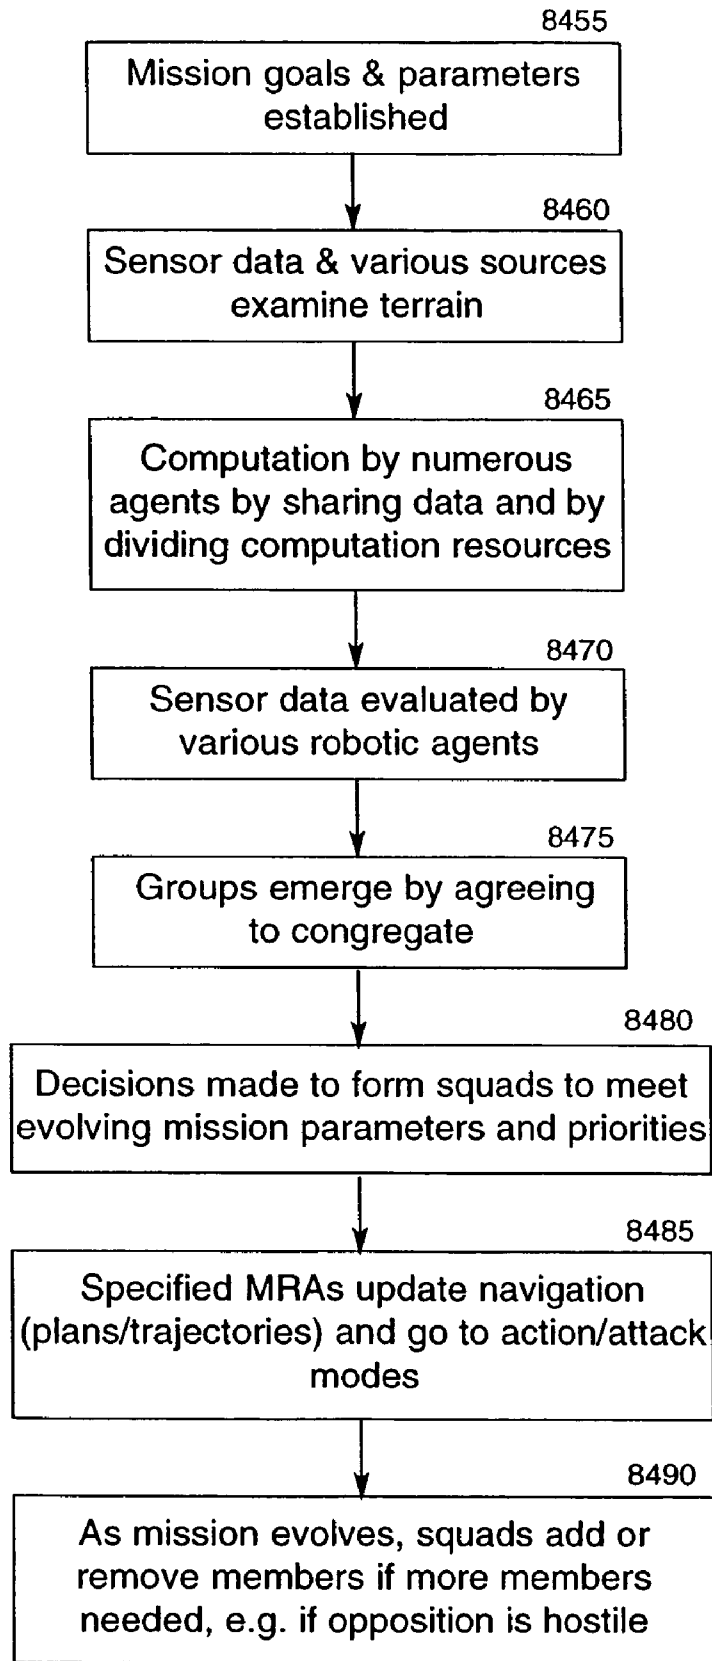 8455
Mission goals & parameters
established
8460
Sensor data & various sources
examine terrain
8465
Computation by numerous
agents by sharing data and by
dividing computation resources
8470
Sensor data evaluated by
various robotic agents
8475
Groups emerge by agreeing
to congregate
8480
Decisions made to form squads to meet
evolving mission parameters and priorities
8485
Specified MRAs update navigation
(plans/trajectories) and go to action/attack
modes
8490
As mission evolves, squads add or
remove members if more members
needed, e.g. if opposition is hostile